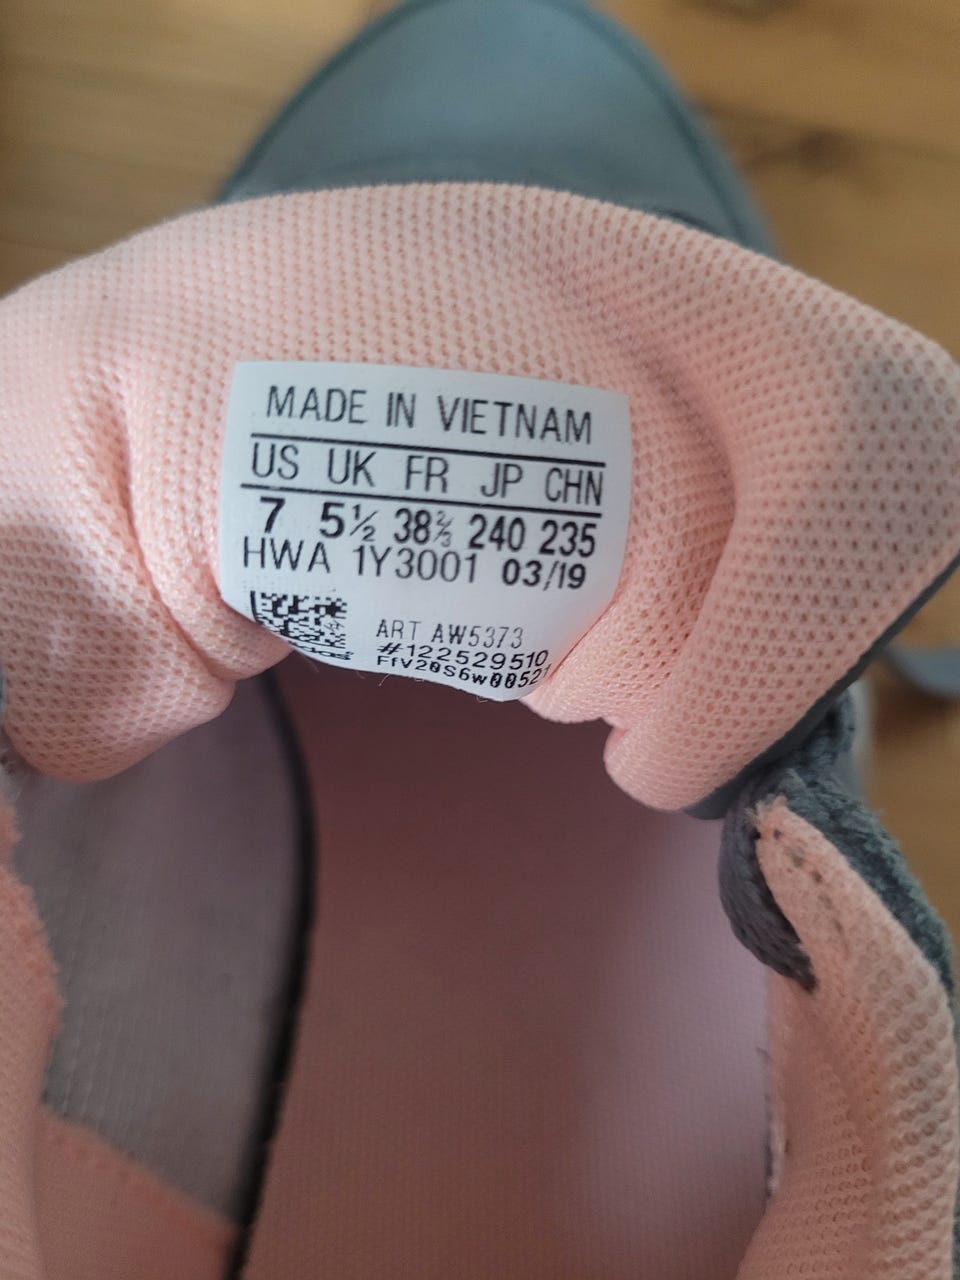 MADE IN VIETNAM
US UK FR JP CHN
7 5½ 38⅔ 240 235
HWA 1Y3001 03/19
ART AW5373
#122529510
FfV20S6w00521